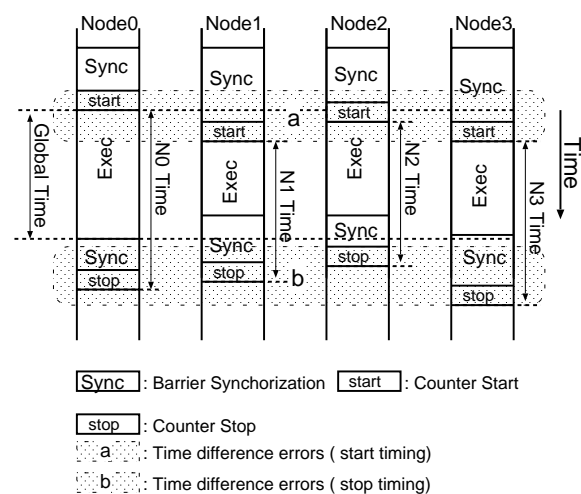 Node0 Node1 Node2 Node3
Sync Sync Sync Sync
start start start start
a
Global Time
Exec Exec Exec Exec
N0 Time N1 Time N2 Time N3 Time
Time
Sync Sync Sync Sync
stop stop stop stop
b
Sync : Barrier Synchorization start : Counter Start
stop : Counter Stop
a : Time difference errors ( start timing)
b : Time difference errors ( stop timing)